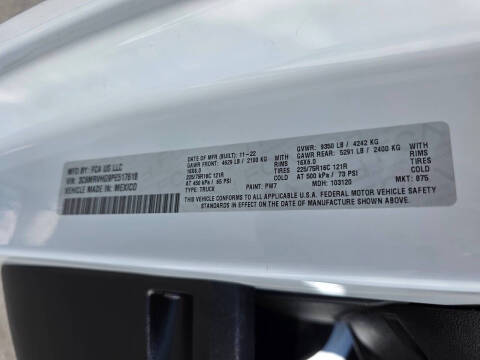 MFD BY: FCA US LLC
VEHICLE MADE IN: MEXICO
DATE OF MFR (BUILT): 11-22
GAWR FRONT: 4629 LB / 2100 KG
WITH
16X6.0 RIMS
TIRES
225/75R16C 121R
COLD
AT 450 kPa / 65 PSI
TYPE: TRUCK
PAINT: PW7
GVWR: 9350 LB / 4242 KG
GAWR REAR: 5291 LB / 2400 KG
WITH
16X6.0 RIMS
TIRES
225/75R16C 121R
COLD
AT 500 kPa / 73 PSI
MDH: 103120
MKT: 875
THIS VEHICLE CONFORMS TO ALL APPLICABLE U.S.A. FEDERAL MOTOR VEHICLE SAFETY
STANDARDS IN EFFECT ON THE DATE OF MANUFACTURE SHOWN ABOVE.